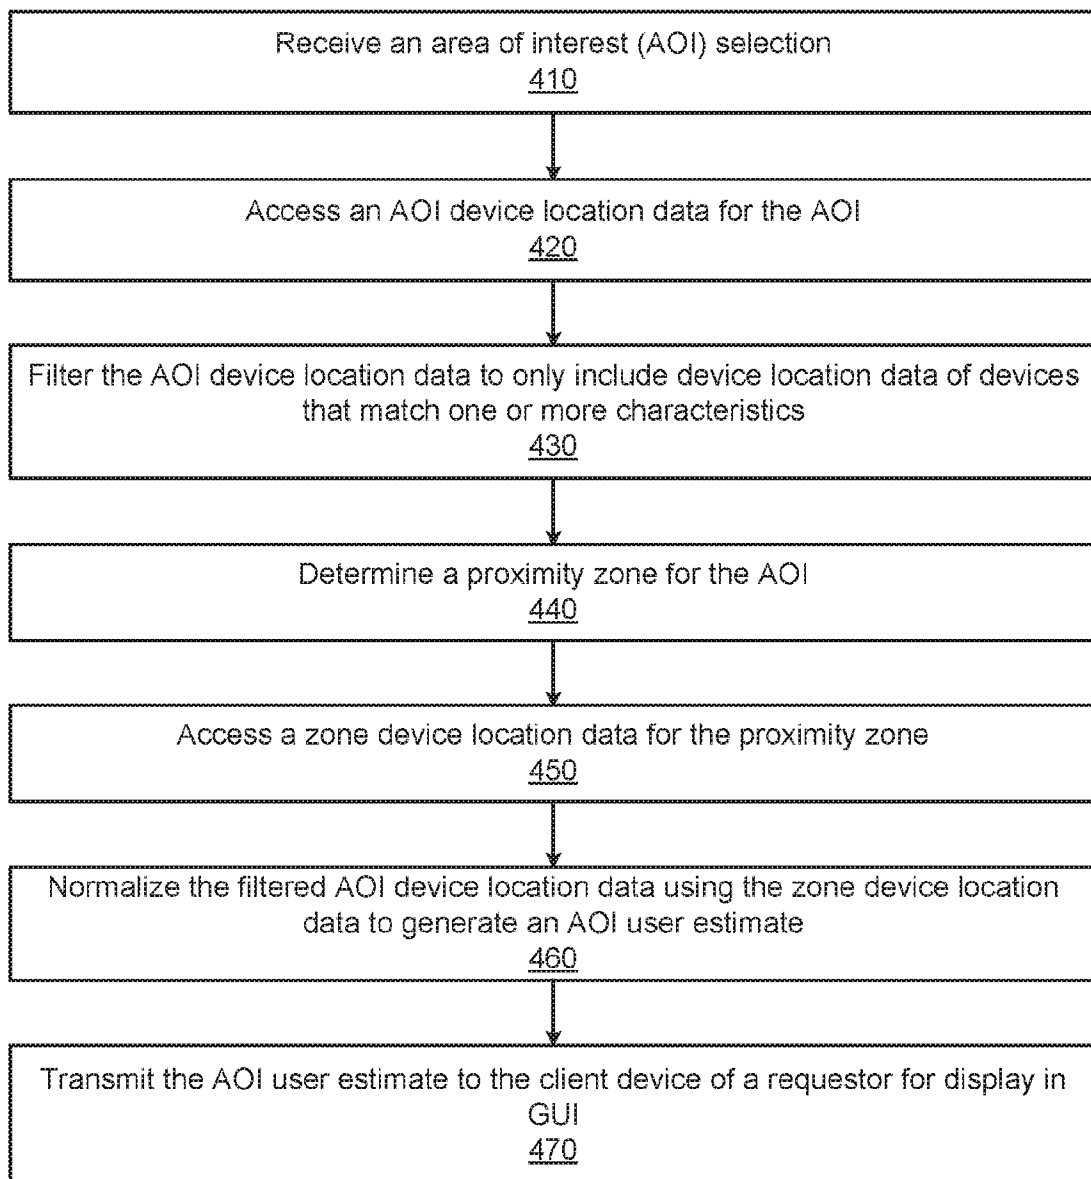 Receive an area of interest (AOI) selection
410
Access an AOI device location data for the AOI
420
Filter the AOI device location data to only include device location data of devices
that match one or more characteristics
430
Determine a proximity zone for the AOI
440
Access a zone device location data for the proximity zone
450
Normalize the filtered AOI device location data using the zone device location
data to generate an AOI user estimate
460
Transmit the AOI user estimate to the client device of a requestor for display in
GUI
470